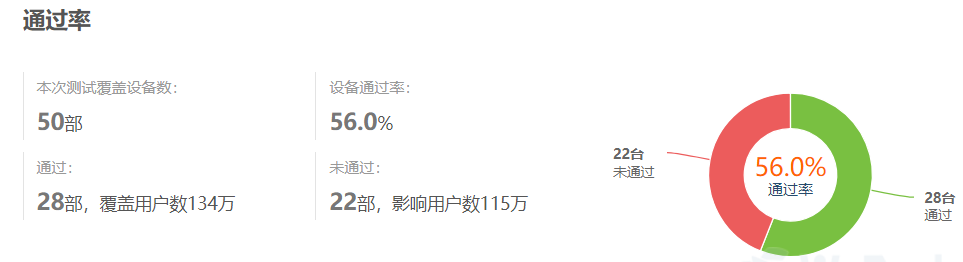 通过率
本次测试覆盖设备数:
50部
设备通过率:
56.0%
通过:
28部，覆盖用户数134万
未通过:
22部，影响用户数115万
22台
未通过
56.0%
通过率
28台
通过